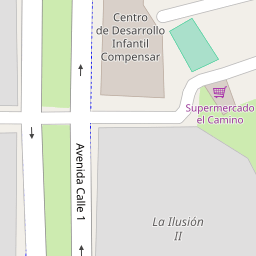 Centro
de Desarrollo
Infantil
Compensar
Supermercado
el Camino
Avenida Calle 1
La Ilusión
II